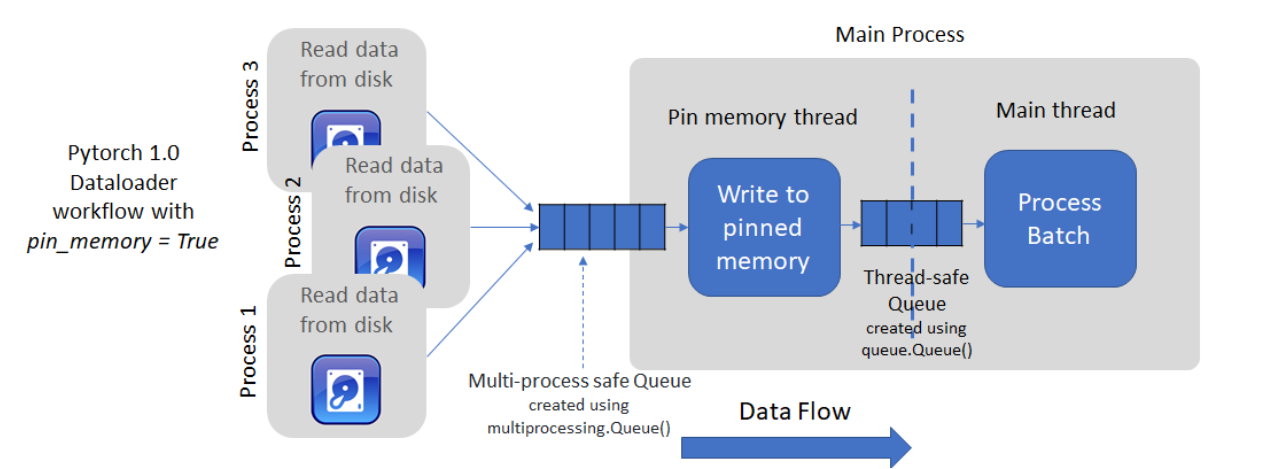 Pytorch 1.0
Dataloader
workflow with
pin_memory = True
Process 3
Read data
from disk
Process 2
Read data
from disk
Process 1
Read data
from disk
Multi-process safe Queue
created using
multiprocessing.Queue()
Main Process
Pin memory thread
Write to
pinned
memory
Thread-safe
Queue
created using
queue.Queue()
Main thread
Process
Batch
Data Flow